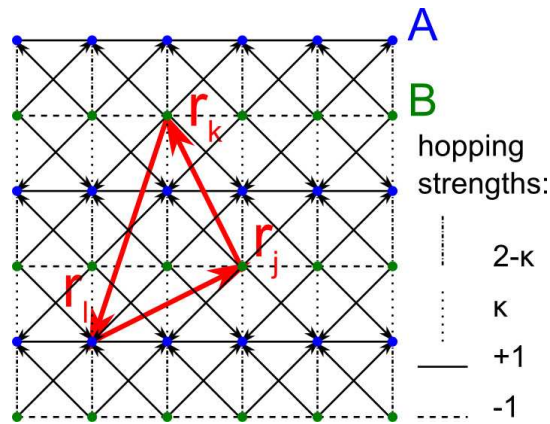 A
B
r_k
hopping
strengths:
r_j
2-κ
r_l
κ
+1
-1